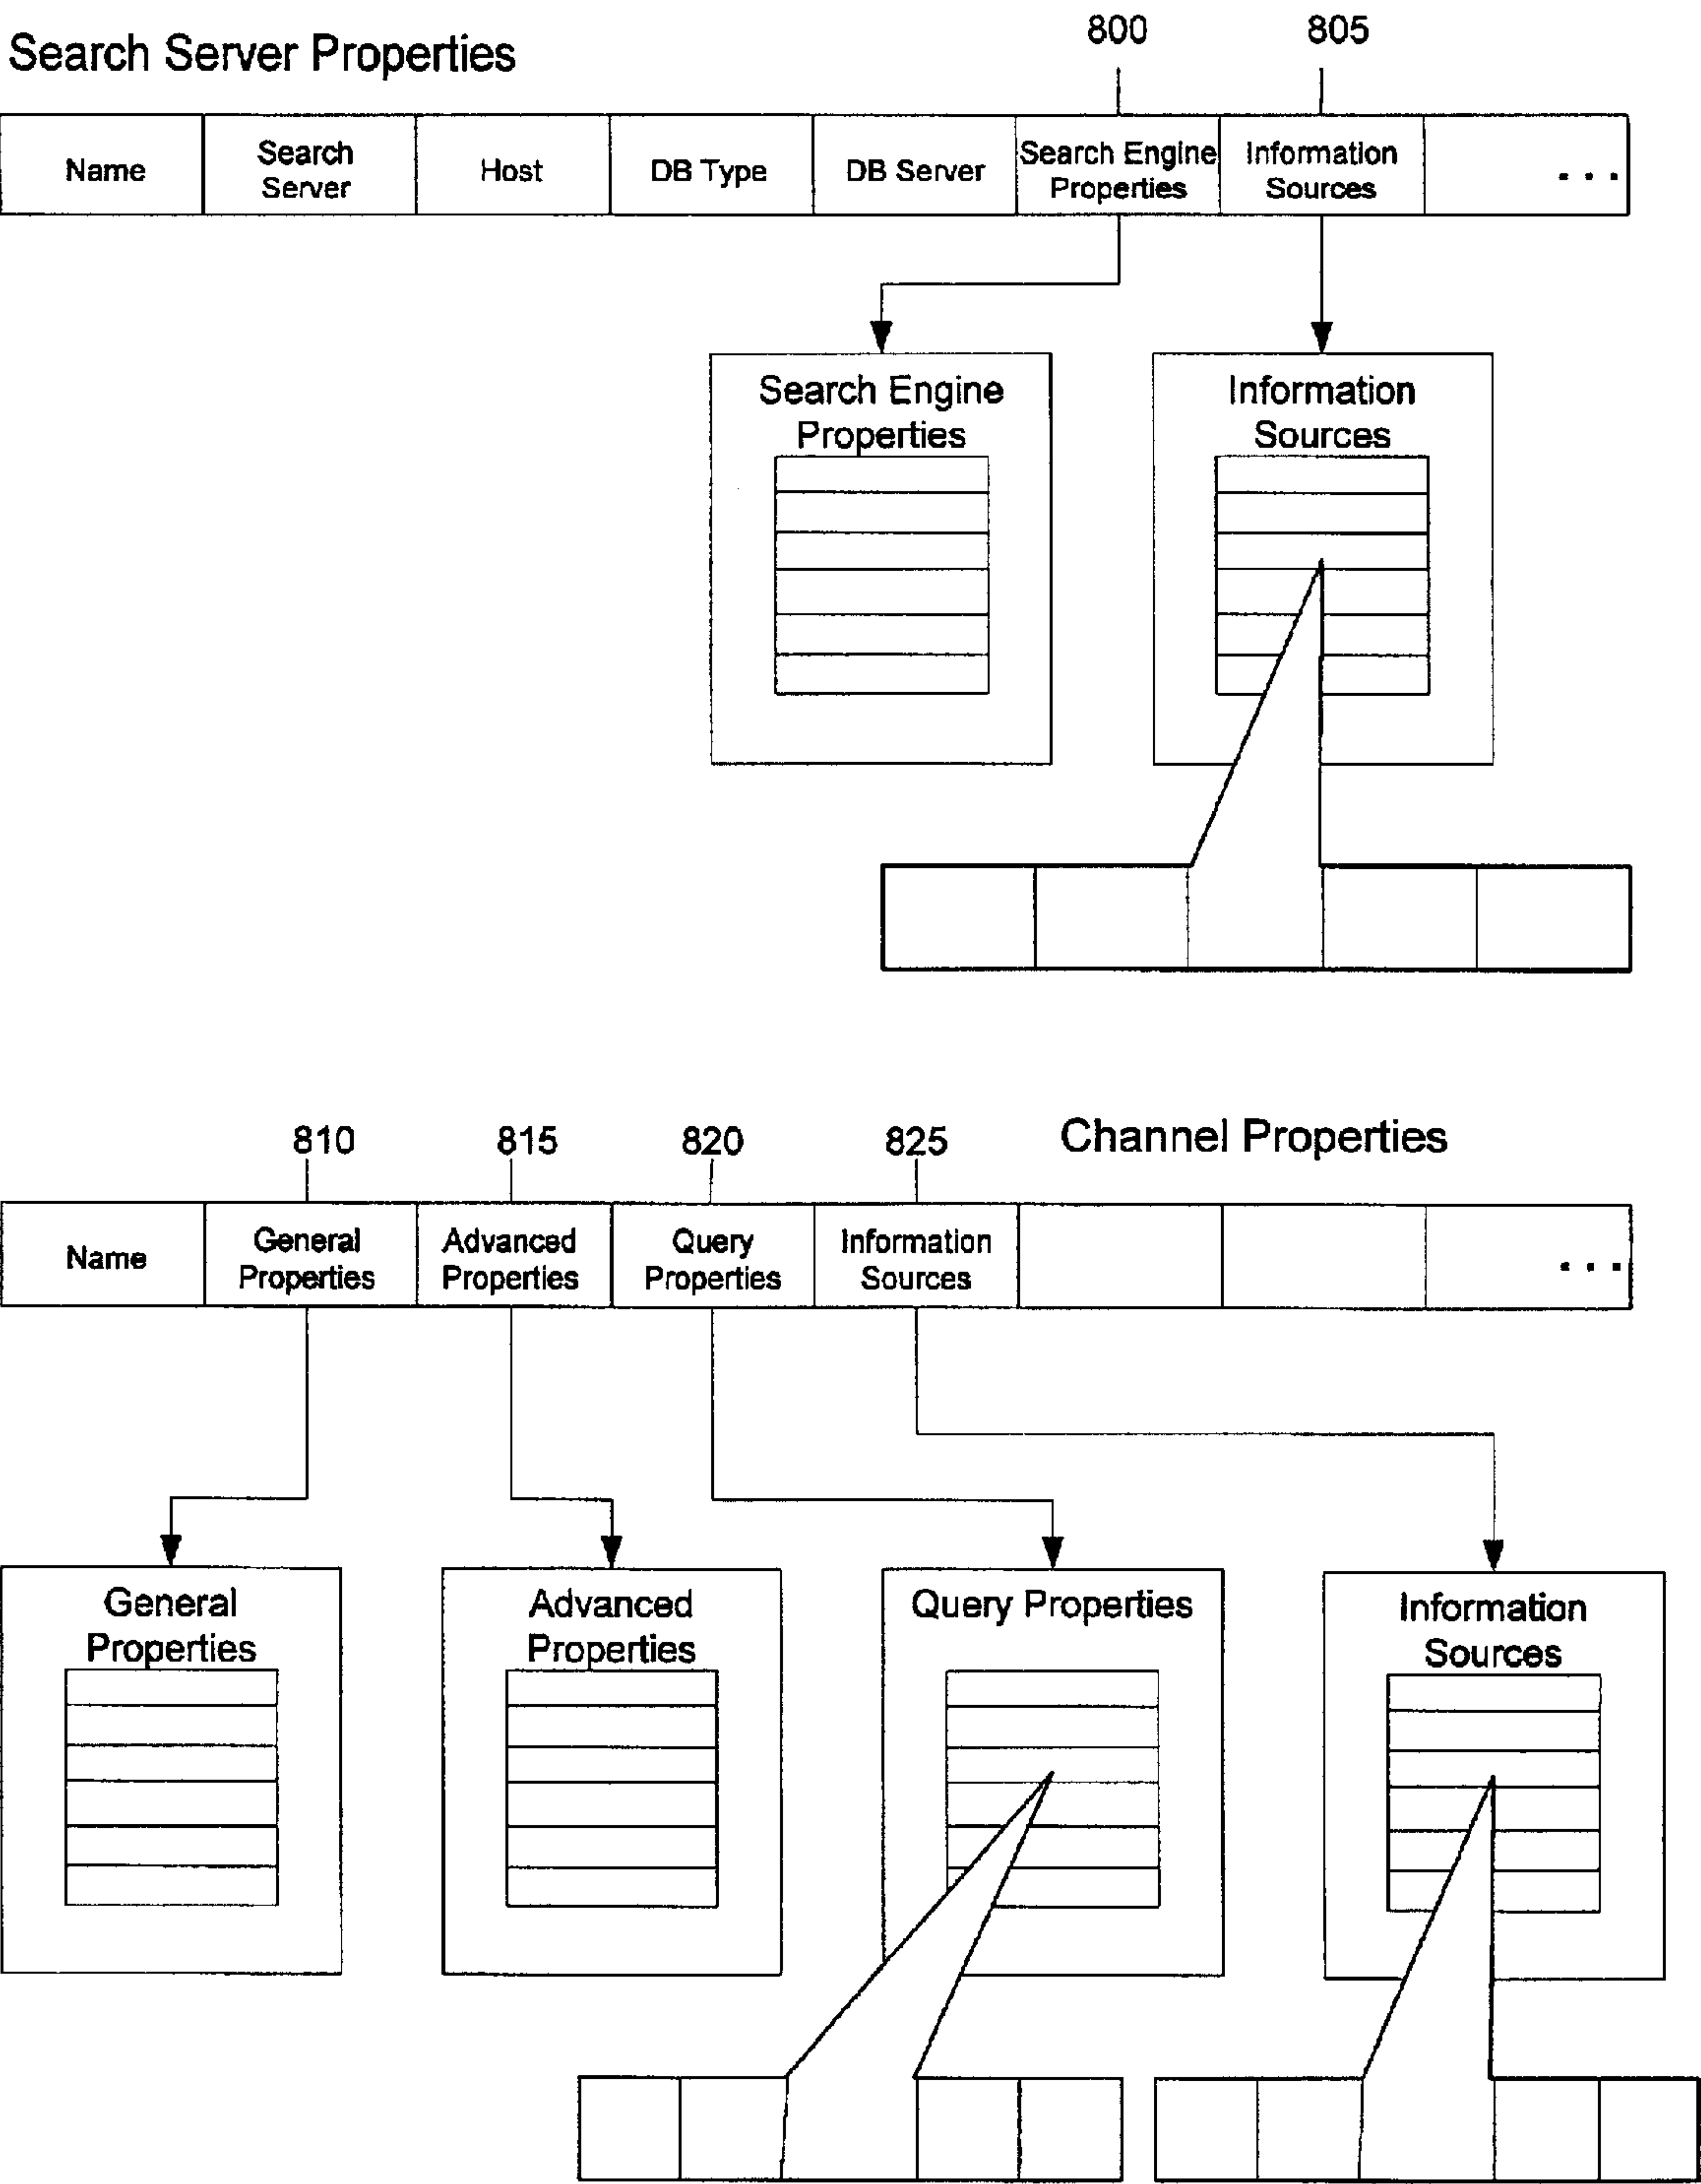 800 805
Search Server Properties
Name Search Server Host DB Type DB Server Search Engine Properties Information Sources ...
Search Engine
Properties
Information
Sources
810 815 820 825 Channel Properties
Name General Properties Advanced Properties Query Properties Information Sources ...
General
Properties
Advanced
Properties
Query Properties
Information
Sources